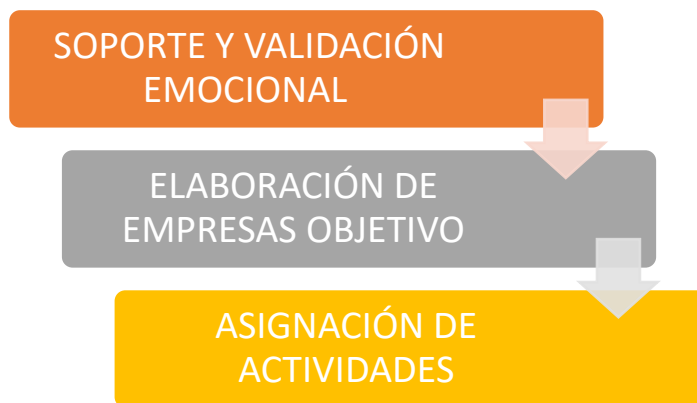 SOPORTE Y VALIDACIÓN
EMOCIONAL
ELABORACIÓN DE
EMPRESAS OBJETIVO
ASIGNACIÓN DE
ACTIVIDADES